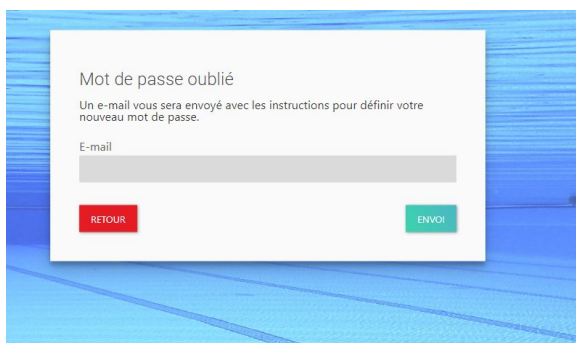 Mot de passe oublié
Un e-mail vous sera envoyé avec les instructions pour définir votre
nouveau mot de passe.
E-mail
RETOUR
ENVOI